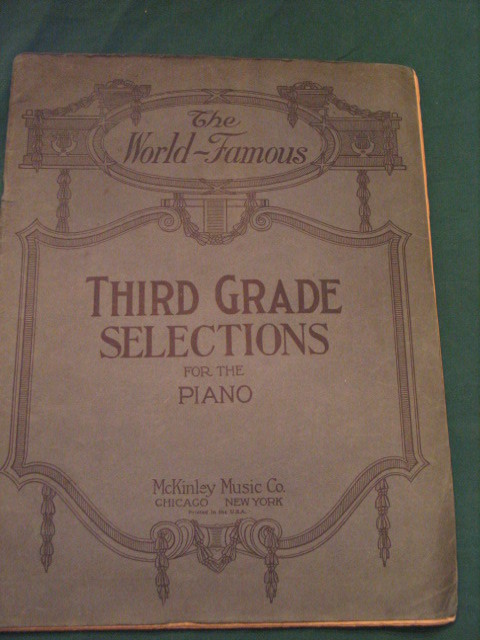 The
World-Famous
THIRD GRADE
SELECTIONS
FOR THE
PIANO
McKinley Music Co.
CHICAGO NEW YORK
Printed in the U.S.A.